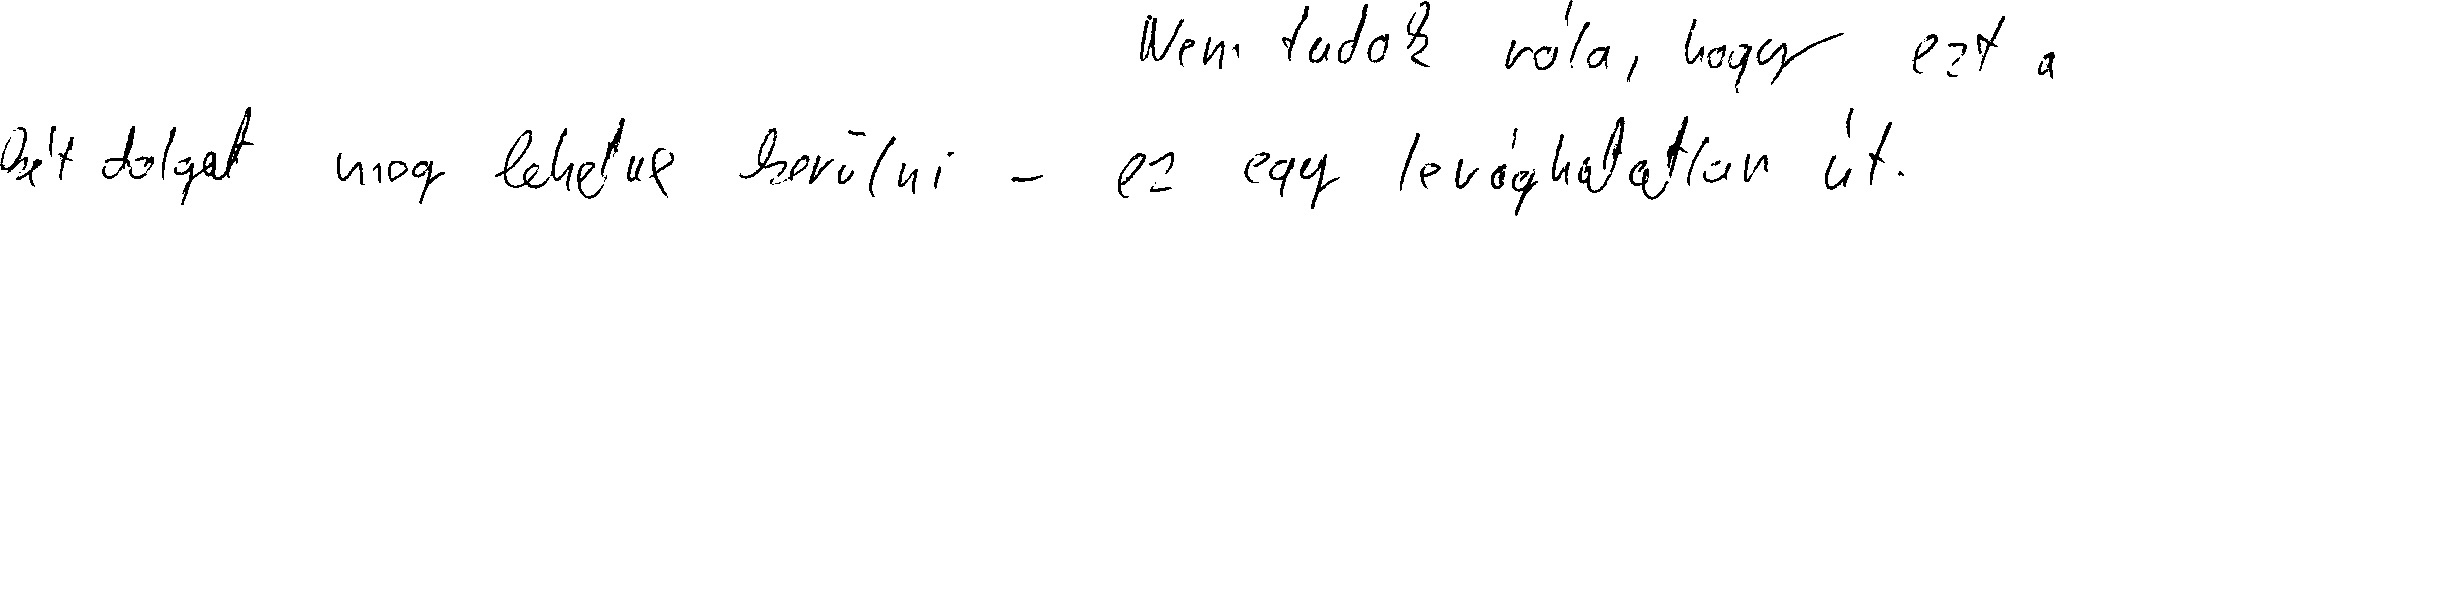 Nem tudok róla, hogy ezt a
két dolgot meg lehetne kerülni - ez egy levághatatlan út.